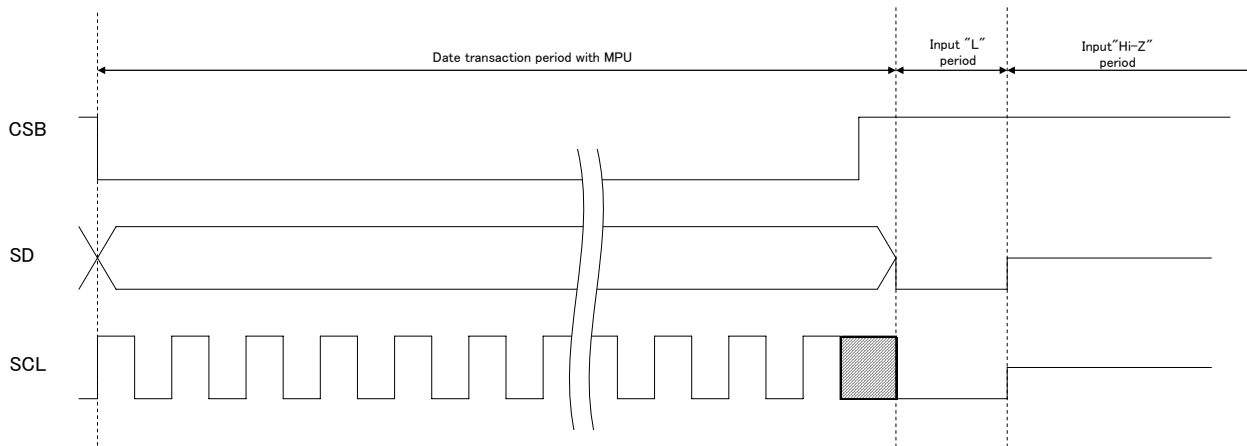 Date transaction period with MPU
Input "L"
period
Input"Hi-Z"
period
CSB
SD
SCL